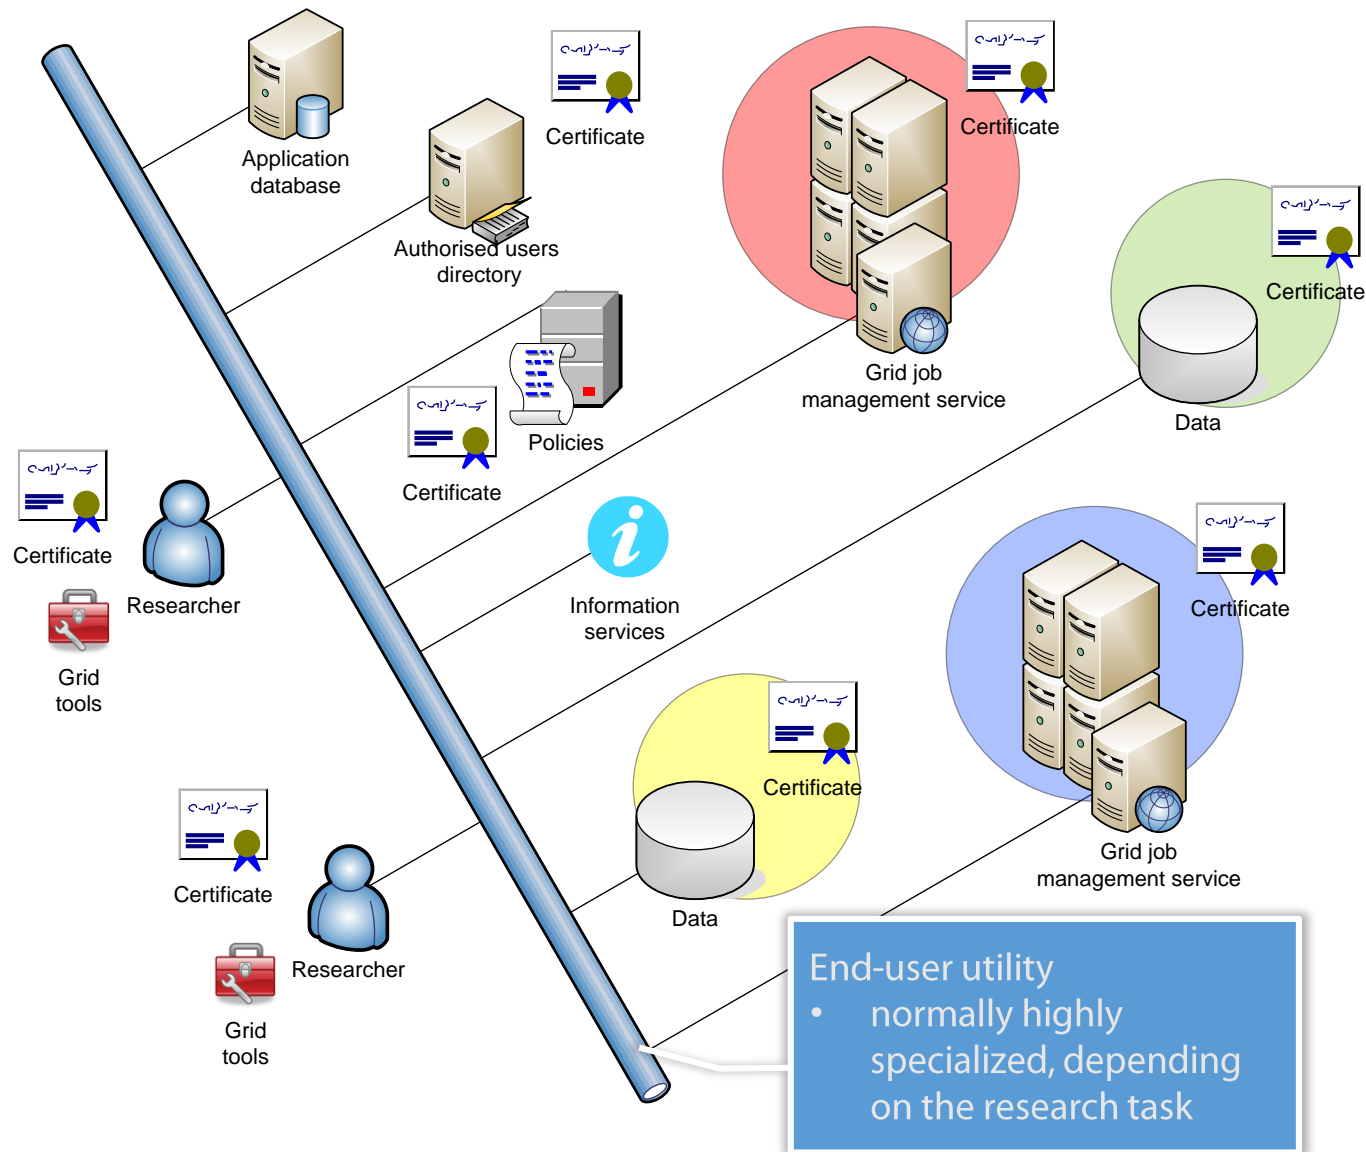 Application
database
Certificate
Certificate
Authorised users
directory
Certificate
Grid job
management service
Data
Policies
Certificate
Certificate
Researcher
Grid
tools
Information
services
Certificate
Certificate
Grid job
management service
Certificate
Data
Researcher
Grid
tools
End-user utility
• normally highly
specialized, depending
on the research task